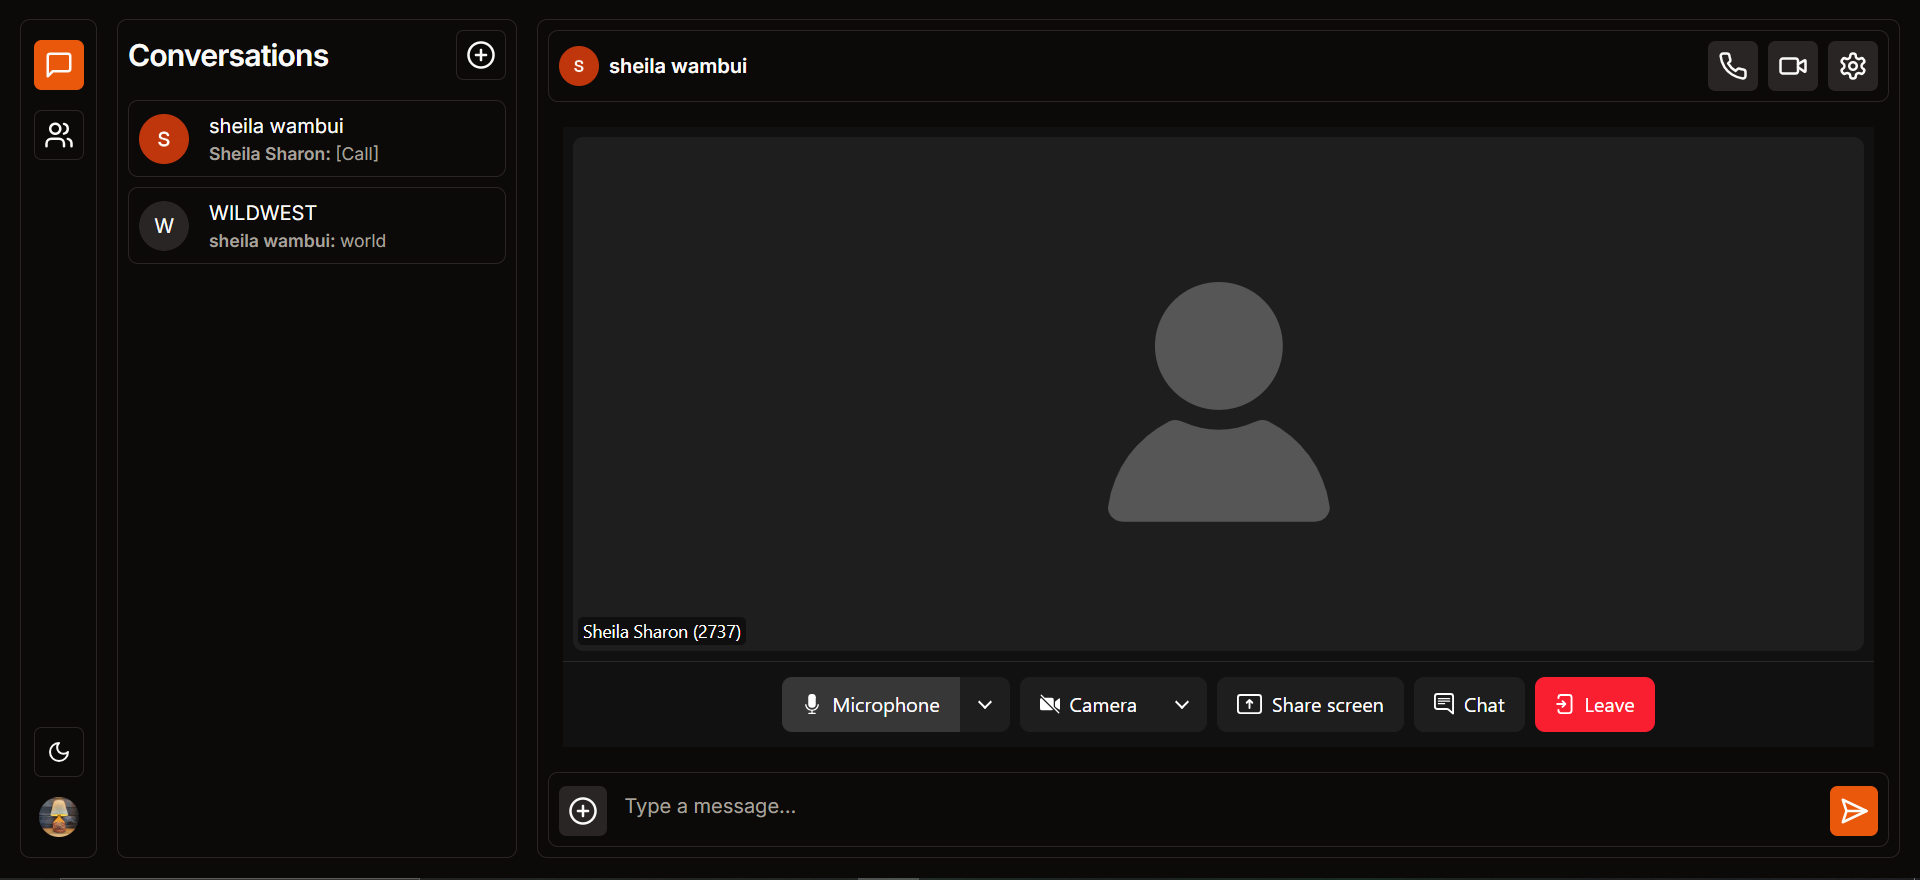 Conversations
S
sheila wambui
Sheila Sharon: [Call]
W
WILDWEST
sheila wambui: world
S
sheila wambui
Sheila Sharon (2737)
Microphone
Camera
Share screen
Chat
Leave
Type a message...